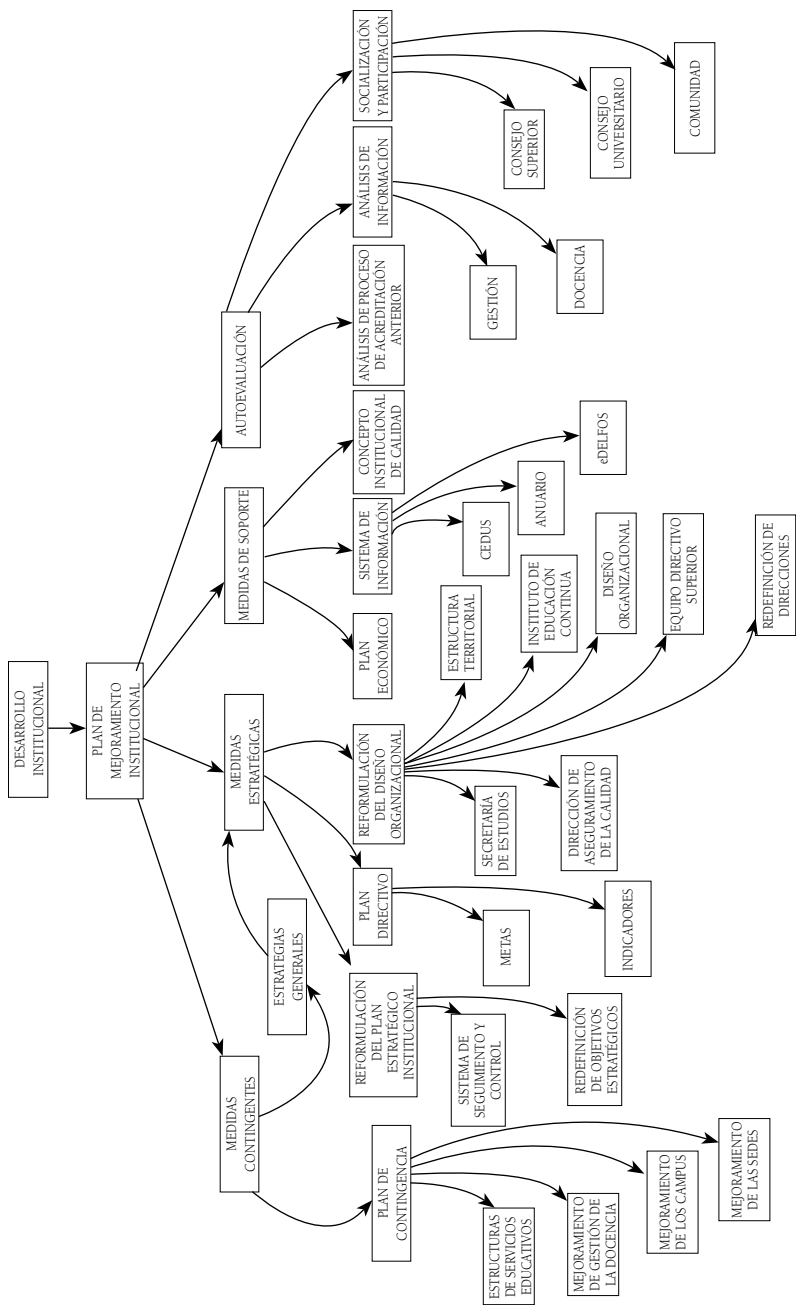 DESARROLLO
INSTITUCIONAL
PLAN DE
MEJORAMIENTO
INSTITUCIONAL
MEDIDAS
CONTINGENTES
ESTRATEGIAS
GENERALES
MEDIDAS
ESTRATÉGICAS
MEDIDAS DE SOPORTE
AUTOEVALUACIÓN
PLAN DE
CONTINGENCIA
REFORMULACIÓN
DEL PLAN
ESTRATÉGICO
INSTITUCIONAL
PLAN
DIRECTIVO
REFORMULACIÓN
DEL DISEÑO
ORGANIZACIONAL
PLAN
ECONÓMICO
SISTEMA DE
INFORMACIÓN
CONCEPTO
INSTITUCIONAL
DE CALIDAD
ANÁLISIS DE PROCESO
DE ACREDITACIÓN
ANTERIOR
ANÁLISIS DE
INFORMACIÓN
SOCIALIZACIÓN
Y PARTICIPACIÓN
ESTRUCTURAS
DE SERVICIOS
EDUCATIVOS
MEJORAMIENTO
DE GESTIÓN DE
LA DOCENCIA
MEJORAMIENTO
DE LOS CAMPUS
MEJORAMIENTO
DE LAS SEDES
SISTEMA DE
SEGUIMIENTO Y
CONTROL
REDEFINICIÓN
DE OBJETIVOS
ESTRATÉGICOS
METAS
INDICADORES
SECRETARÍA
DE ESTUDIOS
DIRECCIÓN DE
ASEGURAMIENTO
DE LA CALIDAD
ESTRUCTURA
TERRITORIAL
INSTITUTO DE
EDUCACIÓN
CONTINUA
DISEÑO
ORGANIZACIONAL
EQUIPO DIRECTIVO
SUPERIOR
REDEFINICIÓN DE
DIRECCIONES
CEDUS
ANUARIO
eDELFOS
GESTIÓN
DOCENCIA
CONSEJO
SUPERIOR
CONSEJO
UNIVERSITARIO
COMUNIDAD